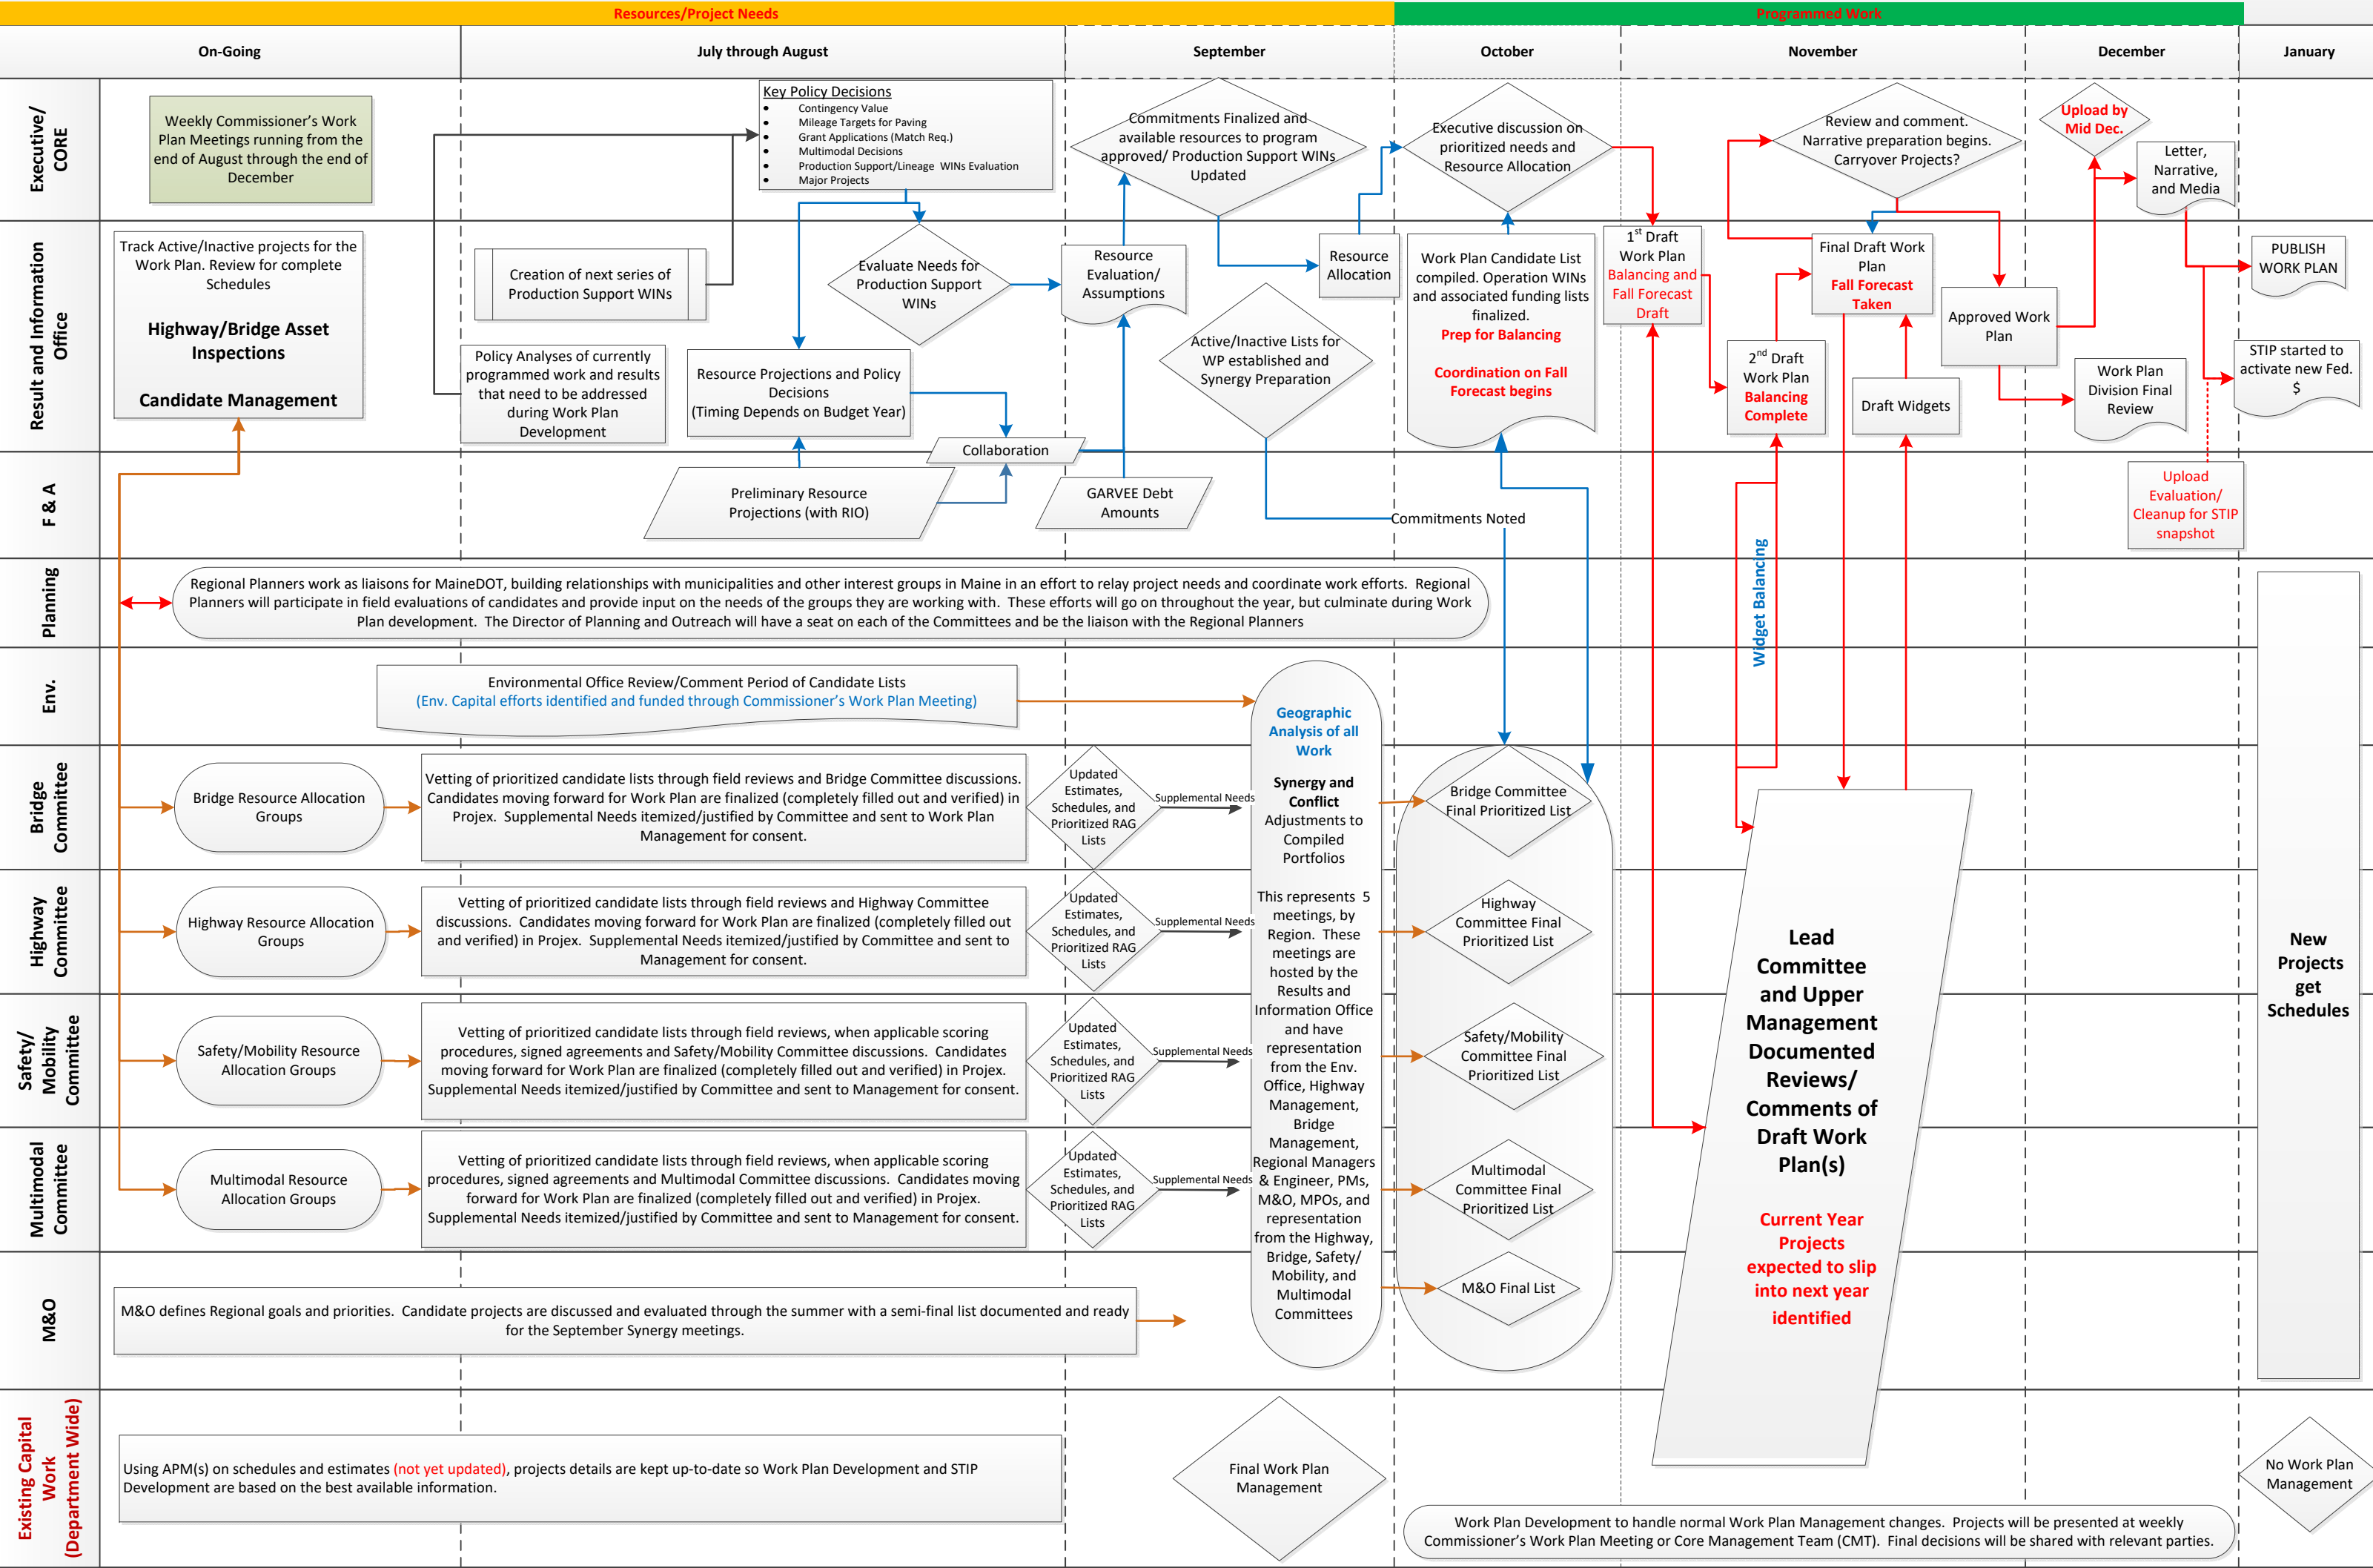 Resources/Project Needs
Programmed Work
On-Going
July through August
September
October
November
December
January
Executive/
CORE
Weekly Commissioner's Work
Plan Meetings running from the
end of August through the end of
December
Key Policy Decisions
• Contingency Value
• Mileage Targets for Paving
• Grant Applications (Match Req.)
• Multimodal Decisions
• Production Support/Lineage WINs Evaluation
• Major Projects
Commitments Finalized and
available resources to program
approved/ Production Support WINs
Updated
Executive discussion on
prioritized needs and
Resource Allocation
Review and comment.
Narrative preparation begins.
Carryover Projects?
Upload by
Mid Dec.
Letter,
Narrative,
and Media
Result and Information
Office
Track Active/Inactive projects for the
Work Plan. Review for complete
Schedules
Highway/Bridge Asset
Inspections
Candidate Management
Creation of next series of
Production Support WINs
Policy Analyses of currently
programmed work and results
that need to be addressed
during Work Plan
Development
Evaluate Needs for
Production Support
WINs
Resource Projections and Policy
Decisions
(Timing Depends on Budget Year)
Collaboration
Resource
Evaluation/
Assumptions
Active/Inactive Lists for
WP established and
Synergy Preparation
Resource
Allocation
Work Plan Candidate List
compiled. Operation WINs
and associated funding lists
finalized.
Prep for Balancing
Coordination on Fall
Forecast begins
1st Draft
Work Plan
Balancing and
Fall Forecast
Draft
2nd Draft
Work Plan
Balancing
Complete
Final Draft Work
Plan
Fall Forecast
Taken
Draft Widgets
Approved Work
Plan
Work Plan
Division Final
Review
PUBLISH
WORK PLAN
STIP started to
activate new Fed.
$
F & A
Preliminary Resource
Projections (with RIO)
GARVEE Debt
Amounts
Commitments Noted
Upload
Evaluation/
Cleanup for STIP
snapshot
Widget Balancing
Planning
Regional Planners work as liaisons for MaineDOT, building relationships with municipalities and other interest groups in Maine in an effort to relay project needs and coordinate work efforts. Regional
Planners will participate in field evaluations of candidates and provide input on the needs of the groups they are working with. These efforts will go on throughout the year, but culminate during Work
Plan development. The Director of Planning and Outreach will have a seat on each of the Committees and be the liaison with the Regional Planners
Env.
Environmental Office Review/Comment Period of Candidate Lists
(Env. Capital efforts identified and funded through Commissioner's Work Plan Meeting)
Geographic
Analysis of all
Work
Synergy and
Conflict
Adjustments to
Compiled
Portfolios
This represents 5
meetings, by
Region. These
meetings are
hosted by the
Results and
Information Office
and have
representation
from the Env.
Office, Highway
Management,
Bridge
Management,
Regional Managers
& Engineer, PMs,
M&O, MPOs, and
representation
from the Highway,
Bridge, Safety/
Mobility, and
Multimodal
Committees
Bridge
Committee
Bridge Resource Allocation
Groups
Vetting of prioritized candidate lists through field reviews and Bridge Committee discussions.
Candidates moving forward for Work Plan are finalized (completely filled out and verified) in
Projex. Supplemental Needs itemized/justified by Committee and sent to Work Plan
Management for consent.
Updated
Estimates,
Schedules, and
Prioritized RAG
Lists
Supplemental Needs
Bridge Committee
Final Prioritized List
Highway
Committee
Highway Resource Allocation
Groups
Vetting of prioritized candidate lists through field reviews and Highway Committee
discussions. Candidates moving forward for Work Plan are finalized (completely filled out
and verified) in Projex. Supplemental Needs itemized/justified by Committee and sent to
Management for consent.
Updated
Estimates,
Schedules, and
Prioritized RAG
Lists
Supplemental Needs
Highway
Committee Final
Prioritized List
Safety/
Mobility
Committee
Safety/Mobility Resource
Allocation Groups
Vetting of prioritized candidate lists through field reviews, when applicable scoring
procedures, signed agreements and Safety/Mobility Committee discussions. Candidates
moving forward for Work Plan are finalized (completely filled out and verified) in Projex.
Supplemental Needs itemized/justified by Committee and sent to Management for consent.
Updated
Estimates,
Schedules, and
Prioritized RAG
Lists
Supplemental Needs
Safety/Mobility
Committee Final
Prioritized List
Multimodal
Committee
Multimodal Resource
Allocation Groups
Vetting of prioritized candidate lists through field reviews, when applicable scoring
procedures, signed agreements and Multimodal Committee discussions. Candidates moving
forward for Work Plan are finalized (completely filled out and verified) in Projex.
Supplemental Needs itemized/justified by Committee and sent to Management for consent.
Updated
Estimates,
Schedules, and
Prioritized RAG
Lists
Supplemental Needs
Multimodal
Committee Final
Prioritized List
Lead
Committee
and Upper
Management
Documented
Reviews/
Comments of
Draft Work
Plan(s)
Current Year
Projects
expected to slip
into next year
identified
New
Projects
get
Schedules
M&O
M&O defines Regional goals and priorities. Candidate projects are discussed and evaluated through the summer with a semi-final list documented and ready
for the September Synergy meetings.
M&O Final List
Existing Capital
Work
(Department Wide)
Using APM(s) on schedules and estimates (not yet updated), projects details are kept up-to-date so Work Plan Development and STIP
Development are based on the best available information.
Final Work Plan
Management
Work Plan Development to handle normal Work Plan Management changes. Projects will be presented at weekly
Commissioner's Work Plan Meeting or Core Management Team (CMT). Final decisions will be shared with relevant parties.
No Work Plan
Management